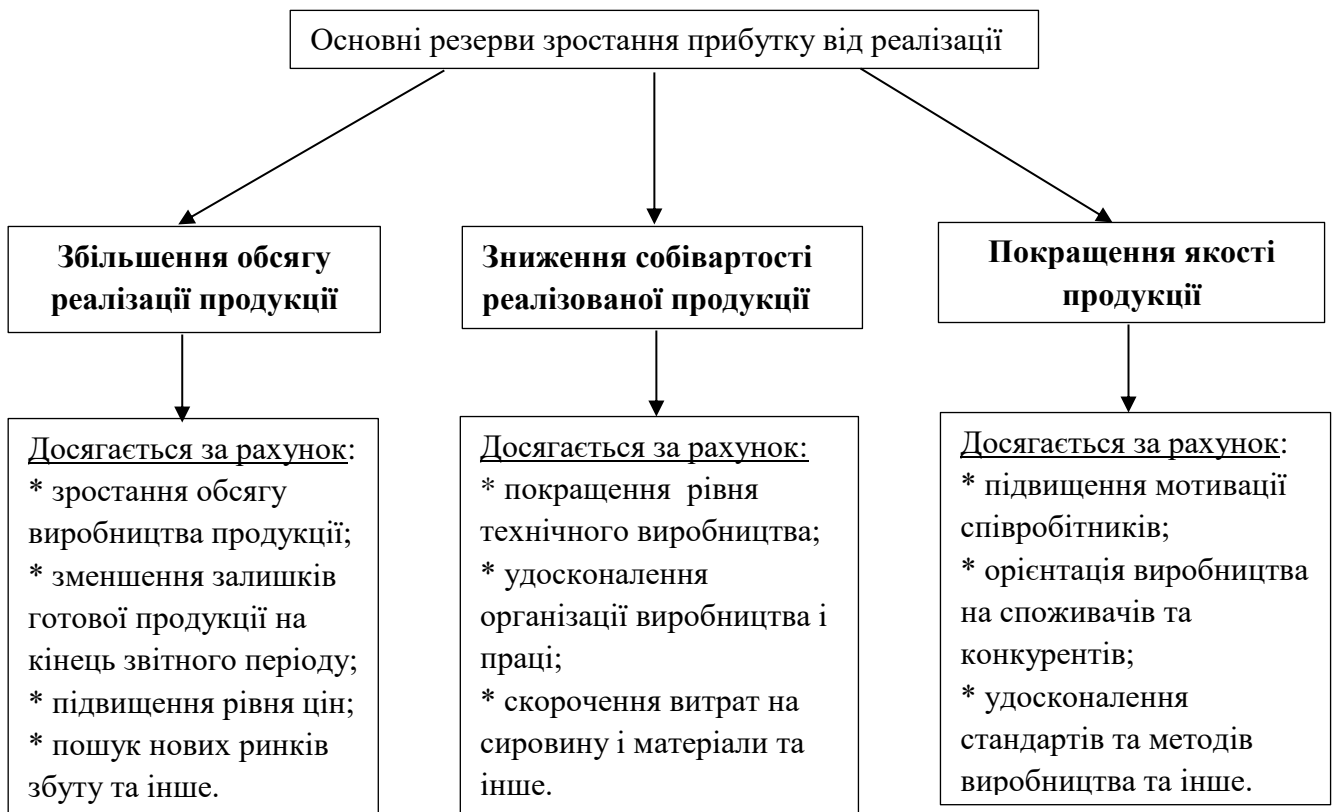 Основні резерви зростання прибутку від реалізації
Збільшення обсягу
реалізації продукції
Зниження собівартості
реалізованої продукції
Покращення якості
продукції
Досягається за рахунок:
* зростання обсягу
виробництва продукції;
* зменшення залишків
готової продукції на
кінець звітного періоду;
* підвищення рівня цін;
* пошук нових ринків
збуту та інше.
Досягається за рахунок:
* покращення рівня
технічного виробництва;
* удосконалення
організації виробництва і
праці;
* скорочення витрат на
сировину і матеріали та
інше.
Досягається за рахунок:
* підвищення мотивації
співробітників;
* орієнтація виробництва
на споживачів та
конкурентів;
* удосконалення
стандартів та методів
виробництва та інше.